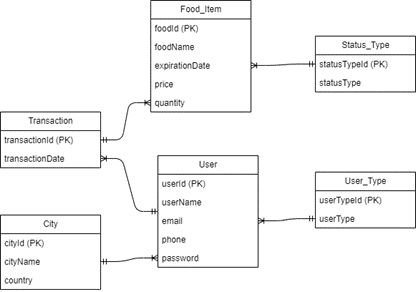 Food_Item
foodId (PK)
foodName
expirationDate
price
quantity
Status_Type
statusTypeId (PK)
statusType
Transaction
transactionId (PK)
transactionDate
User
userId (PK)
userName
email
phone
password
User_Type
userTypeId (PK)
userType
City
cityId (PK)
cityName
country